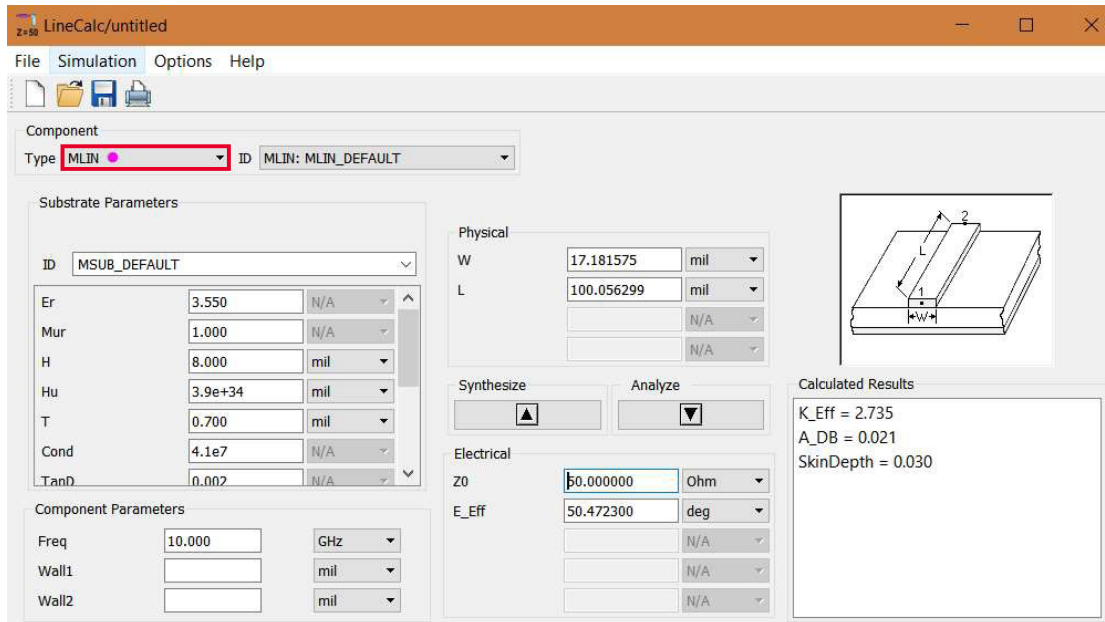 Z=50 LineCalc/untitled
File Simulation Options Help
Component
Type MLIN ID MLIN: MLIN_DEFAULT
Substrate Parameters
ID MSUB_DEFAULT
Er 3.550 N/A
Mur 1.000 N/A
H 8.000 mil
Hu 3.9e+34 mil
T 0.700 mil
Cond 4.1e7 N/A
TanD 0.002 N/A
Component Parameters
Freq 10.000 GHz
Wall1 mil
Wall2 mil
Physical
W 17.181575 mil
L 100.056299 mil
N/A
N/A
Synthesize Analyze
Electrical
Z0 50.000000 Ohm
E_Eff 50.472300 deg
N/A
N/A
N/A
2
L
1
W
Calculated Results
K_Eff = 2.735
A_DB = 0.021
SkinDepth = 0.030